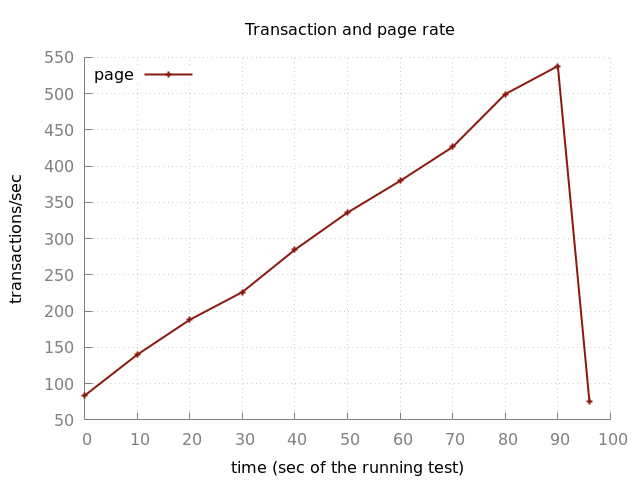 Transaction and page rate
550
page
500
450
400
350
300
250
200
150
100
50
transactions/sec
0 10 20 30 40 50 60 70 80 90 100
time (sec of the running test)